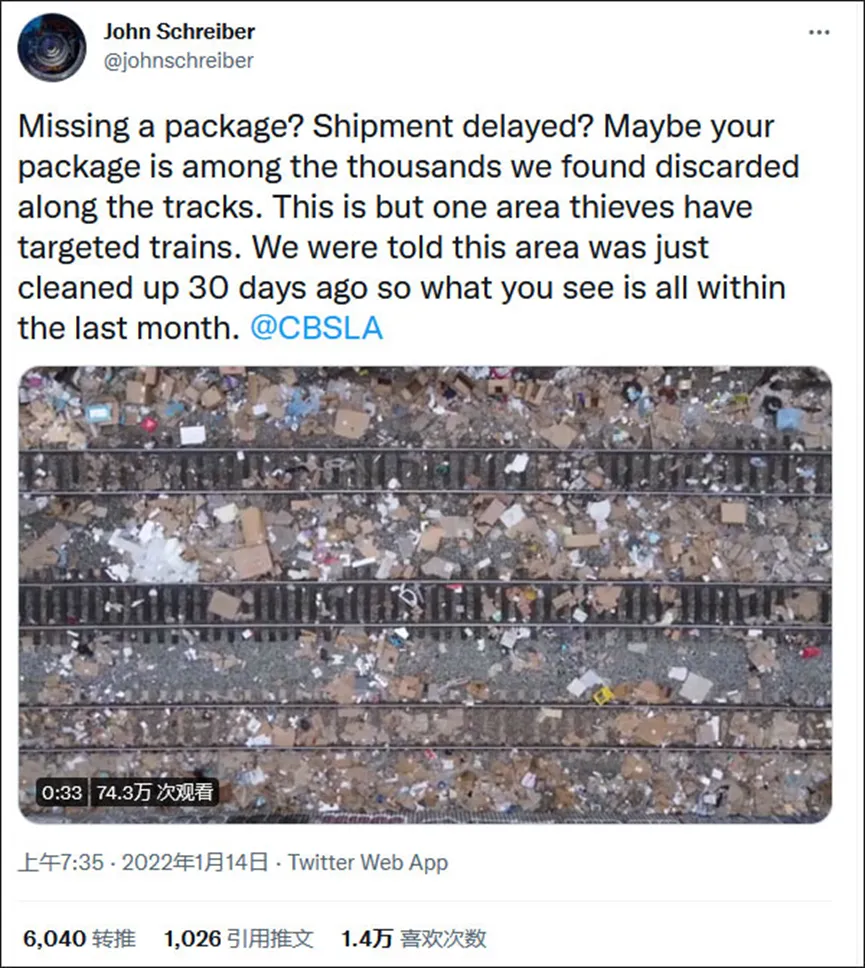 John Schreiber
@johnschreiber
Missing a package? Shipment delayed? Maybe your
package is among the thousands we found discarded
along the tracks. This is but one area thieves have
targeted trains. We were told this area was just
cleaned up 30 days ago so what you see is all within
the last month. @CBSLA
0:33 74.3万 次观看
上午7:35 · 2022年1月14日 · Twitter Web App
6,040 转推 1,026 引用推文 1.4万 喜欢次数